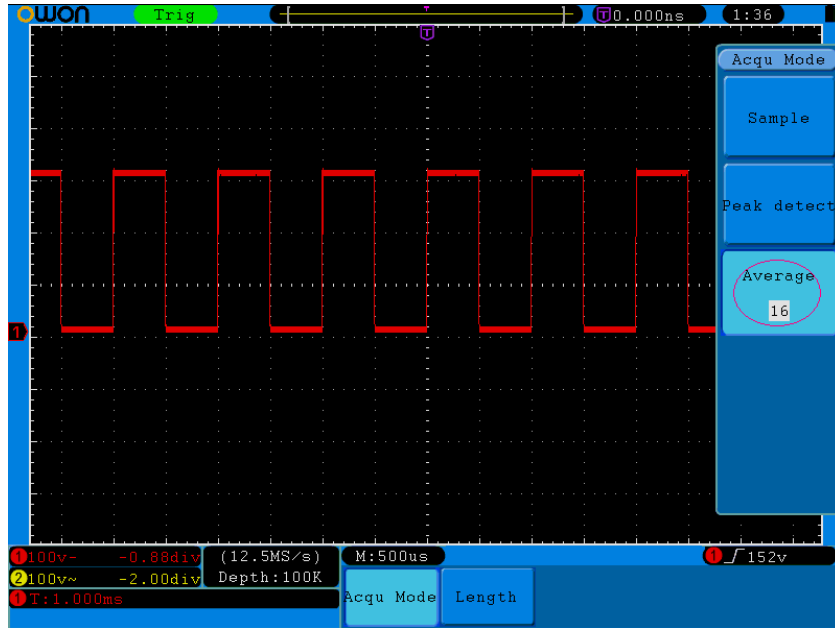 owon Trig T 0.000ns 1:36
T
Acqu Mode
Sample
Peak detect
Average
16
1
1 100v- -0.88div (12.5MS/s) M:500us 1 152v
2 100v~ -2.00div Depth:100K
1 T:1.000ms
Acqu Mode Length